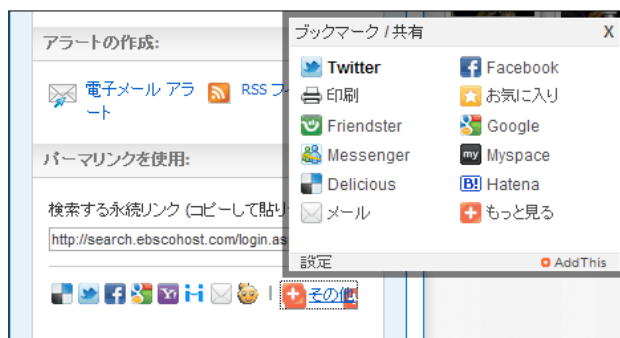 アラートの作成:
電子メール アラ
ート
RSS フ
パーマリンクを使用:
検索する永続リンク (コピーして貼り
http://search.ebscohost.com/login.as
その他
ブックマーク / 共有
X
Twitter
Facebook
印刷
お気に入り
Friendster
Google
Messenger
my
Myspace
Delicious
B!
Hatena
メール
もっと見る
設定
AddThis